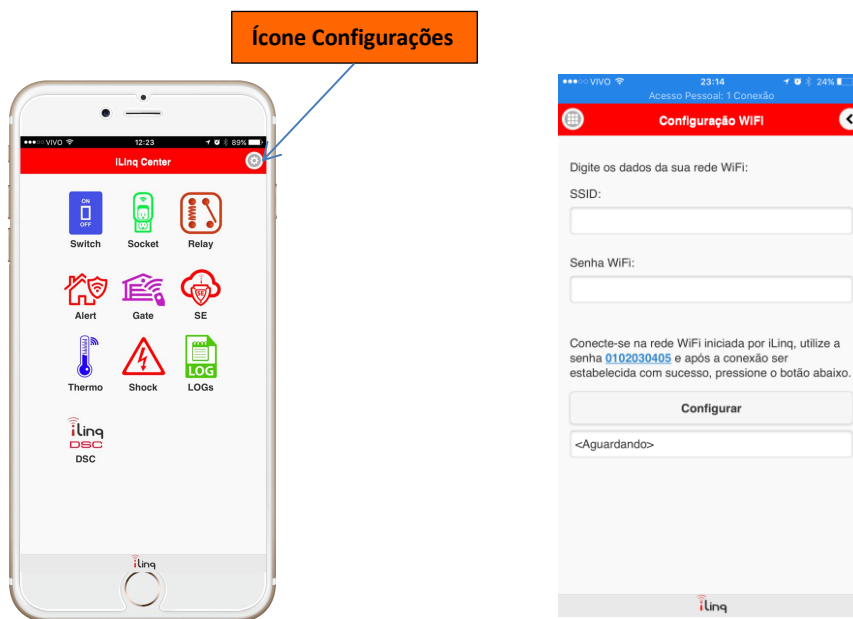 Ícone Configurações
VIVO 12:23 89%
iLinq Center
ON
OFF
Switch Socket Relay
SE
Alert Gate SE
LOG
Thermo Shock LOGs
iLinq
DSC
DSC
iLinq
VIVO 23:14 24%
Acesso Pessoal: 1 Conexão
Configuração WiFi
Digite os dados da sua rede WiFi:
SSID:
Senha WiFi:
Conecte-se na rede WiFi iniciada por iLinq, utilize a
senha 0102030405 e após a conexão ser
estabelecida com sucesso, pressione o botão abaixo.
Configurar
<Aguardando>
iLinq